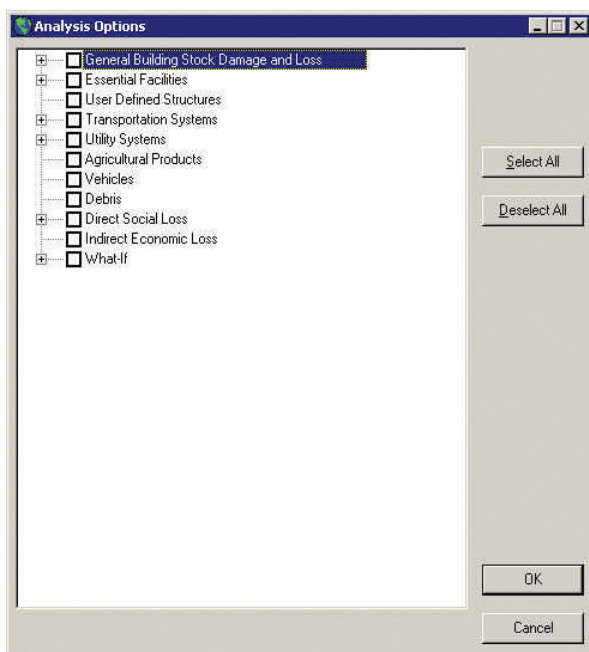 Analysis Options
General Building Stock Damage and Loss
Essential Facilities
User Defined Structures
Transportation Systems
Utility Systems
Agricultural Products
Vehicles
Debris
Direct Social Loss
Indirect Economic Loss
What-If
Select All
Deselect All
OK
Cancel